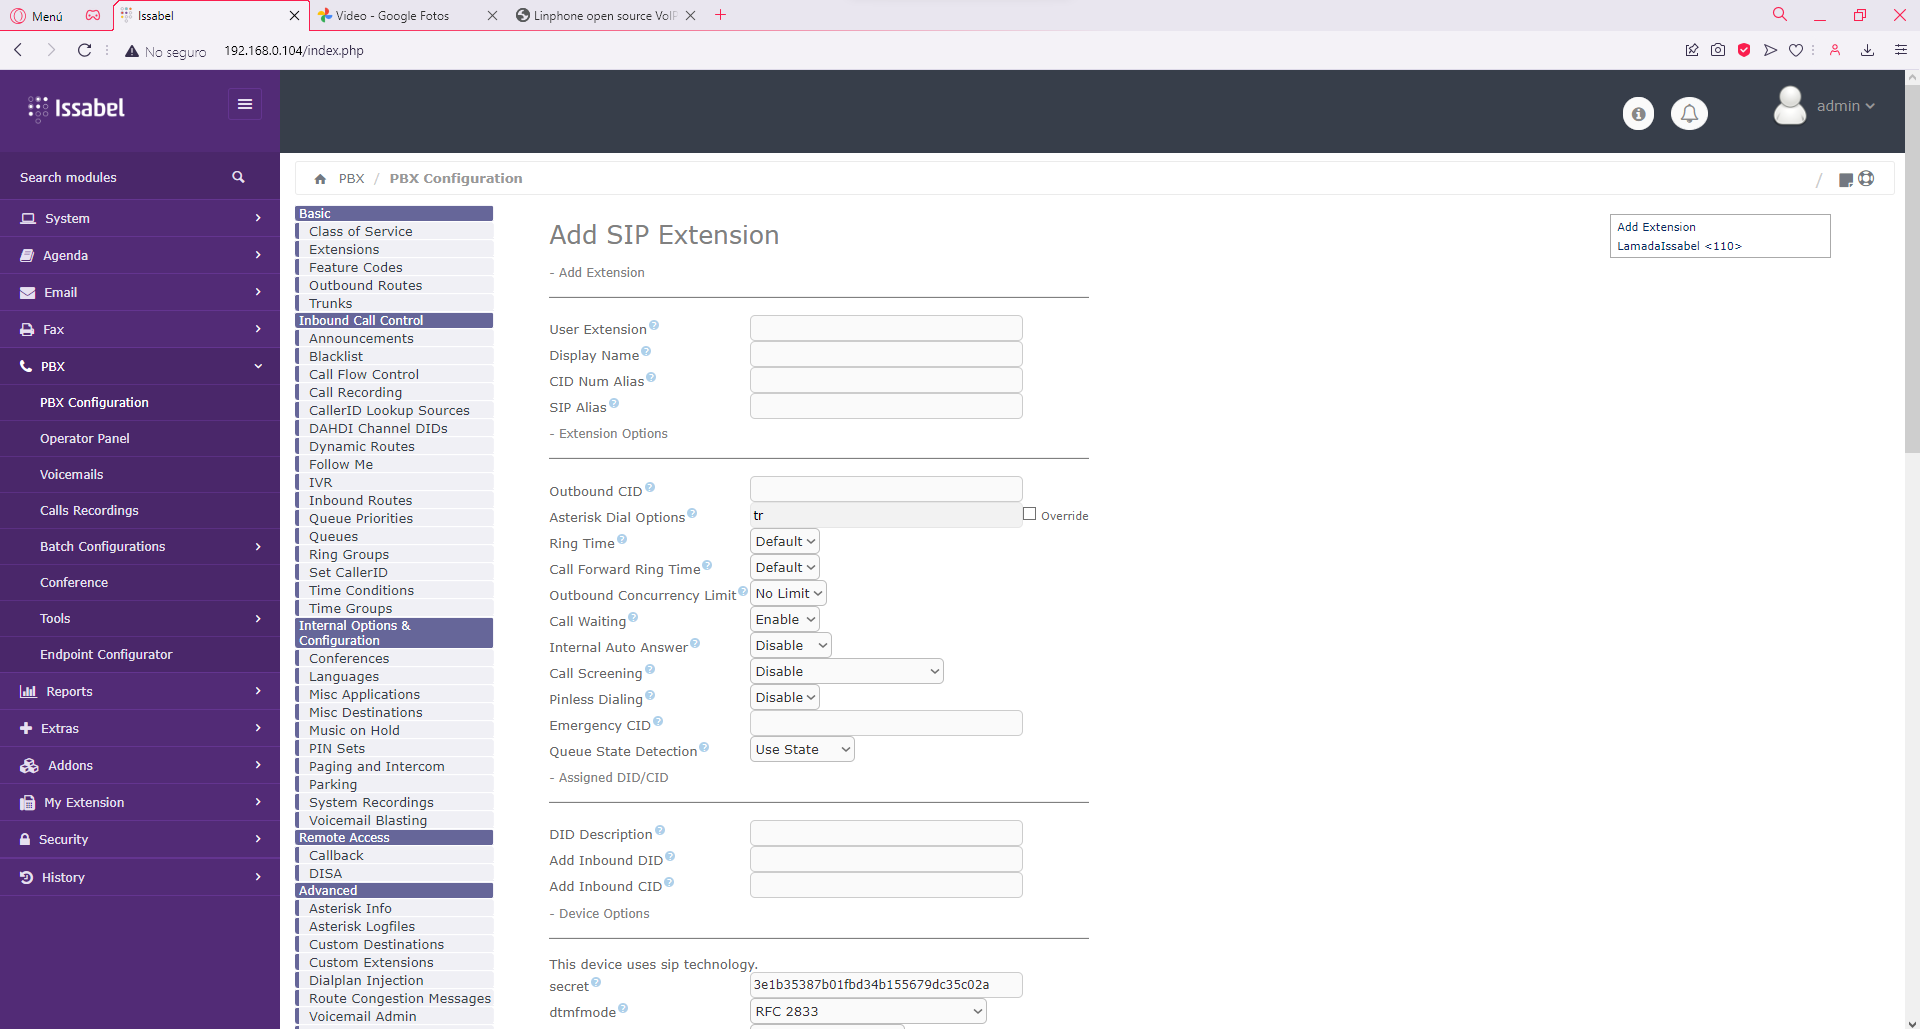 Menú
Issabel
Video - Google Fotos
Linphone open source VoIP
No seguro
192.168.0.104/index.php
Issabel
admin
Search modules
System
Agenda
Email
Fax
PBX
PBX Configuration
Operator Panel
Voicemails
Calls Recordings
Batch Configurations
Conference
Tools
Endpoint Configurator
Reports
Extras
Addons
My Extension
Security
History
PBX / PBX Configuration /
Basic
Class of Service
Extensions
Feature Codes
Outbound Routes
Trunks
Inbound Call Control
Announcements
Blacklist
Call Flow Control
Call Recording
CallerID Lookup Sources
DAHDI Channel DIDs
Dynamic Routes
Follow Me
IVR
Inbound Routes
Queue Priorities
Queues
Ring Groups
Set CallerID
Time Conditions
Time Groups
Internal Options &
Configuration
Conferences
Languages
Misc Applications
Misc Destinations
Music on Hold
PIN Sets
Paging and Intercom
Parking
System Recordings
Voicemail Blasting
Remote Access
Callback
DISA
Advanced
Asterisk Info
Asterisk Logfiles
Custom Destinations
Custom Extensions
Dialplan Injection
Route Congestion Messages
Voicemail Admin
Add SIP Extension
- Add Extension
User Extension ?
Display Name ?
CID Num Alias ?
SIP Alias ?
- Extension Options
Outbound CID ?
Asterisk Dial Options ? tr Override
Ring Time ? Default
Call Forward Ring Time ? Default
Outbound Concurrency Limit ? No Limit
Call Waiting ? Enable
Internal Auto Answer ? Disable
Call Screening ? Disable
Pinless Dialing ? Disable
Emergency CID ?
Queue State Detection ? Use State
- Assigned DID/CID
DID Description ?
Add Inbound DID ?
Add Inbound CID ?
- Device Options
This device uses sip technology.
secret ? 3e1b35387b01fbd34b155679dc35c02a
dtmfmode ? RFC 2833
Add Extension
LamadaIssabel <110>